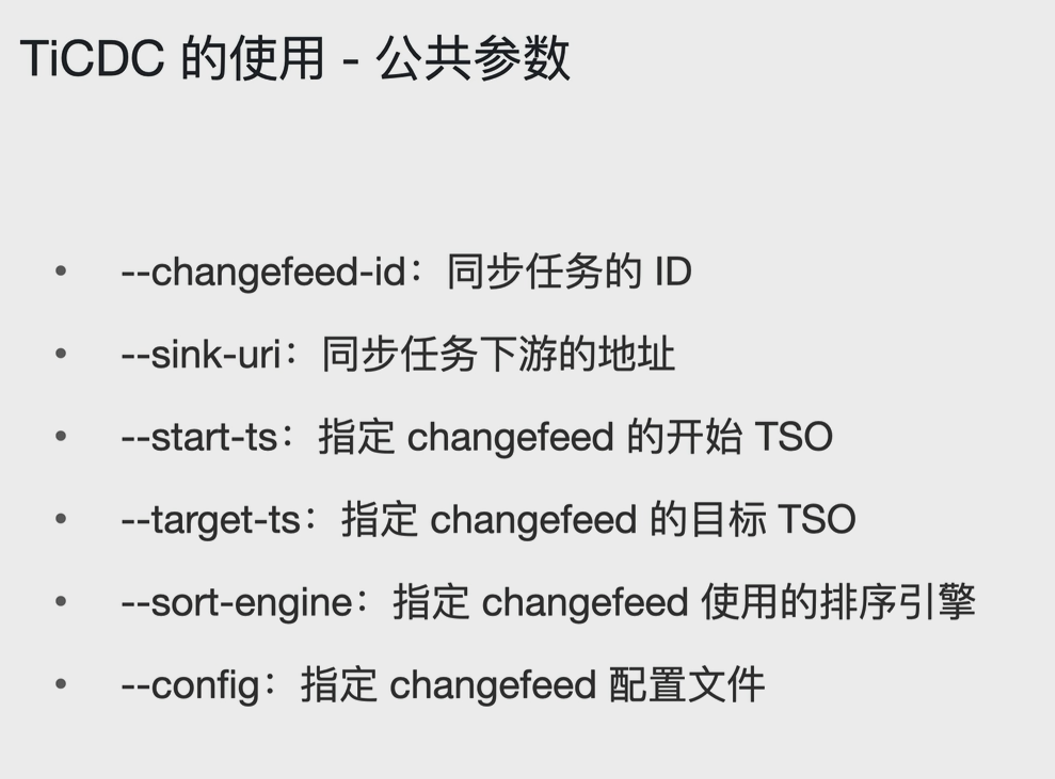 TiCDC 的使用 - 公共参数
• --changefeed-id：同步任务的 ID
• --sink-uri：同步任务下游的地址
• --start-ts：指定 changefeed 的开始 TSO
• --target-ts：指定 changefeed 的目标 TSO
• --sort-engine：指定 changefeed 使用的排序引擎
• --config：指定 changefeed 配置文件